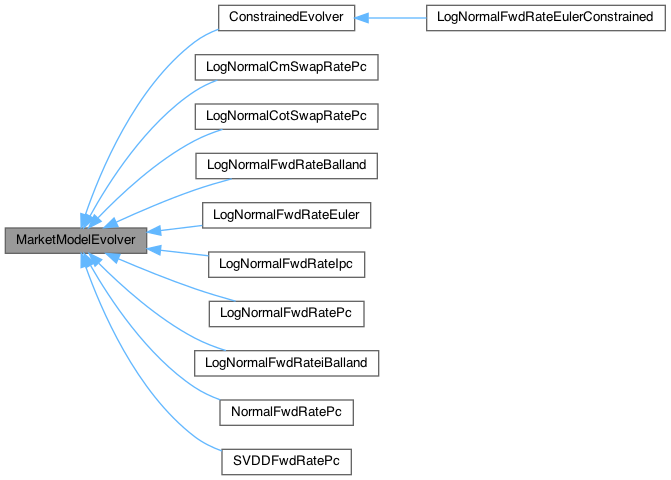 ConstrainedEvolver
LogNormalFwdRateEulerConstrained
LogNormalCmSwapRatePc
LogNormalCotSwapRatePc
LogNormalFwdRateBalland
LogNormalFwdRateEuler
MarketModelEvolver
LogNormalFwdRateIpc
LogNormalFwdRatePc
LogNormalFwdRateiBalland
NormalFwdRatePc
SVDDFwdRatePc